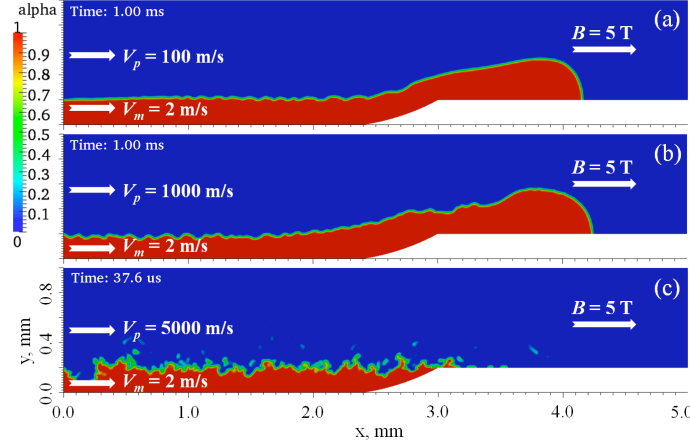 alpha
1
0.9
0.8
0.7
0.6
0.5
0.4
0.3
0.2
0.1
0
Time: 1.00 ms
(a)
V_p = 100 m/s
B = 5 T
V_m = 2 m/s
Time: 1.00 ms
(b)
V_p = 1000 m/s
B = 5 T
V_m = 2 m/s
Time: 37.6 us
(c)
V_p = 5000 m/s
B = 5 T
V_m = 2 m/s
y, mm
0.8
0.4
0.0
0.0 1.0 2.0 3.0 4.0 5.0
x, mm